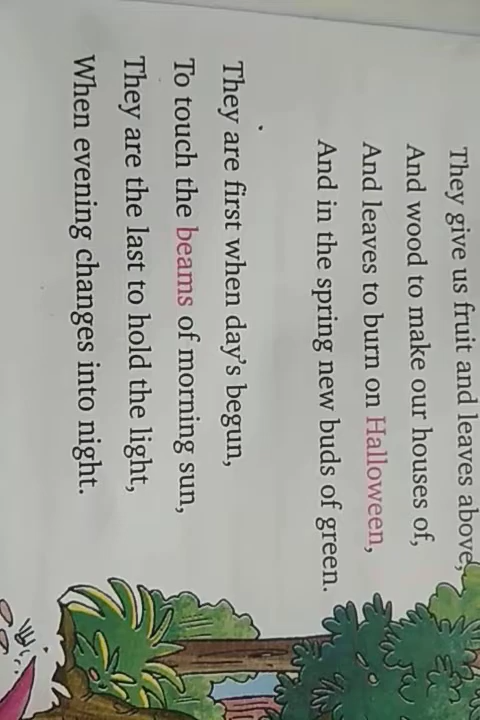 They give us fruit and leaves above,
And wood to make our houses of,
And leaves to burn on Halloween,
And in the spring new buds of green.
They are first when day's begun,
To touch the beams of morning sun,
They are the last to hold the light,
When evening changes into night.